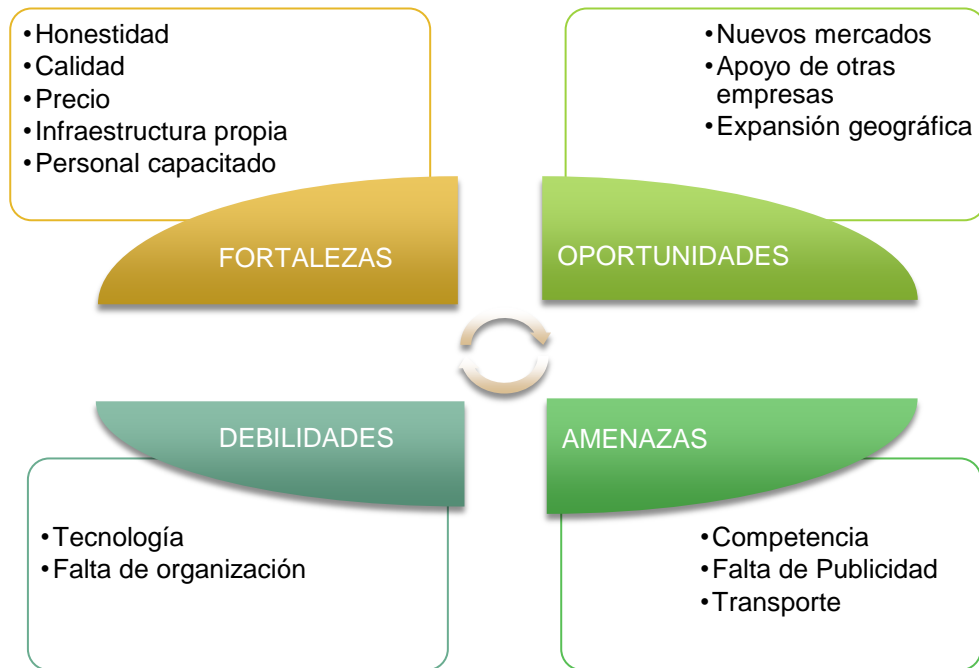 •Honestidad
•Calidad
•Precio
•Infraestructura propia
•Personal capacitado
FORTALEZAS
•Nuevos mercados
•Apoyo de otras
empresas
•Expansión geográfica
OPORTUNIDADES
DEBILIDADES
•Tecnología
•Falta de organización
AMENAZAS
•Competencia
•Falta de Publicidad
•Transporte